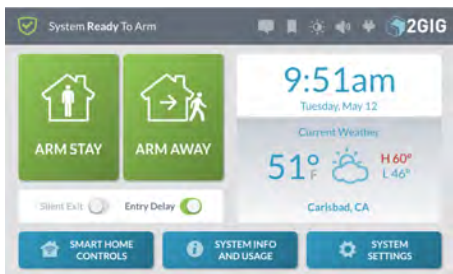 System Ready To Arm
2GIG
ARM STAY
ARM AWAY
9:51am
Tuesday, May 12
Current Weather
51°F
H 60°
L 46°
Carlsbad, CA
Silent Exit
Entry Delay
SMART HOME
CONTROLS
SYSTEM INFO
AND USAGE
SYSTEM
SETTINGS